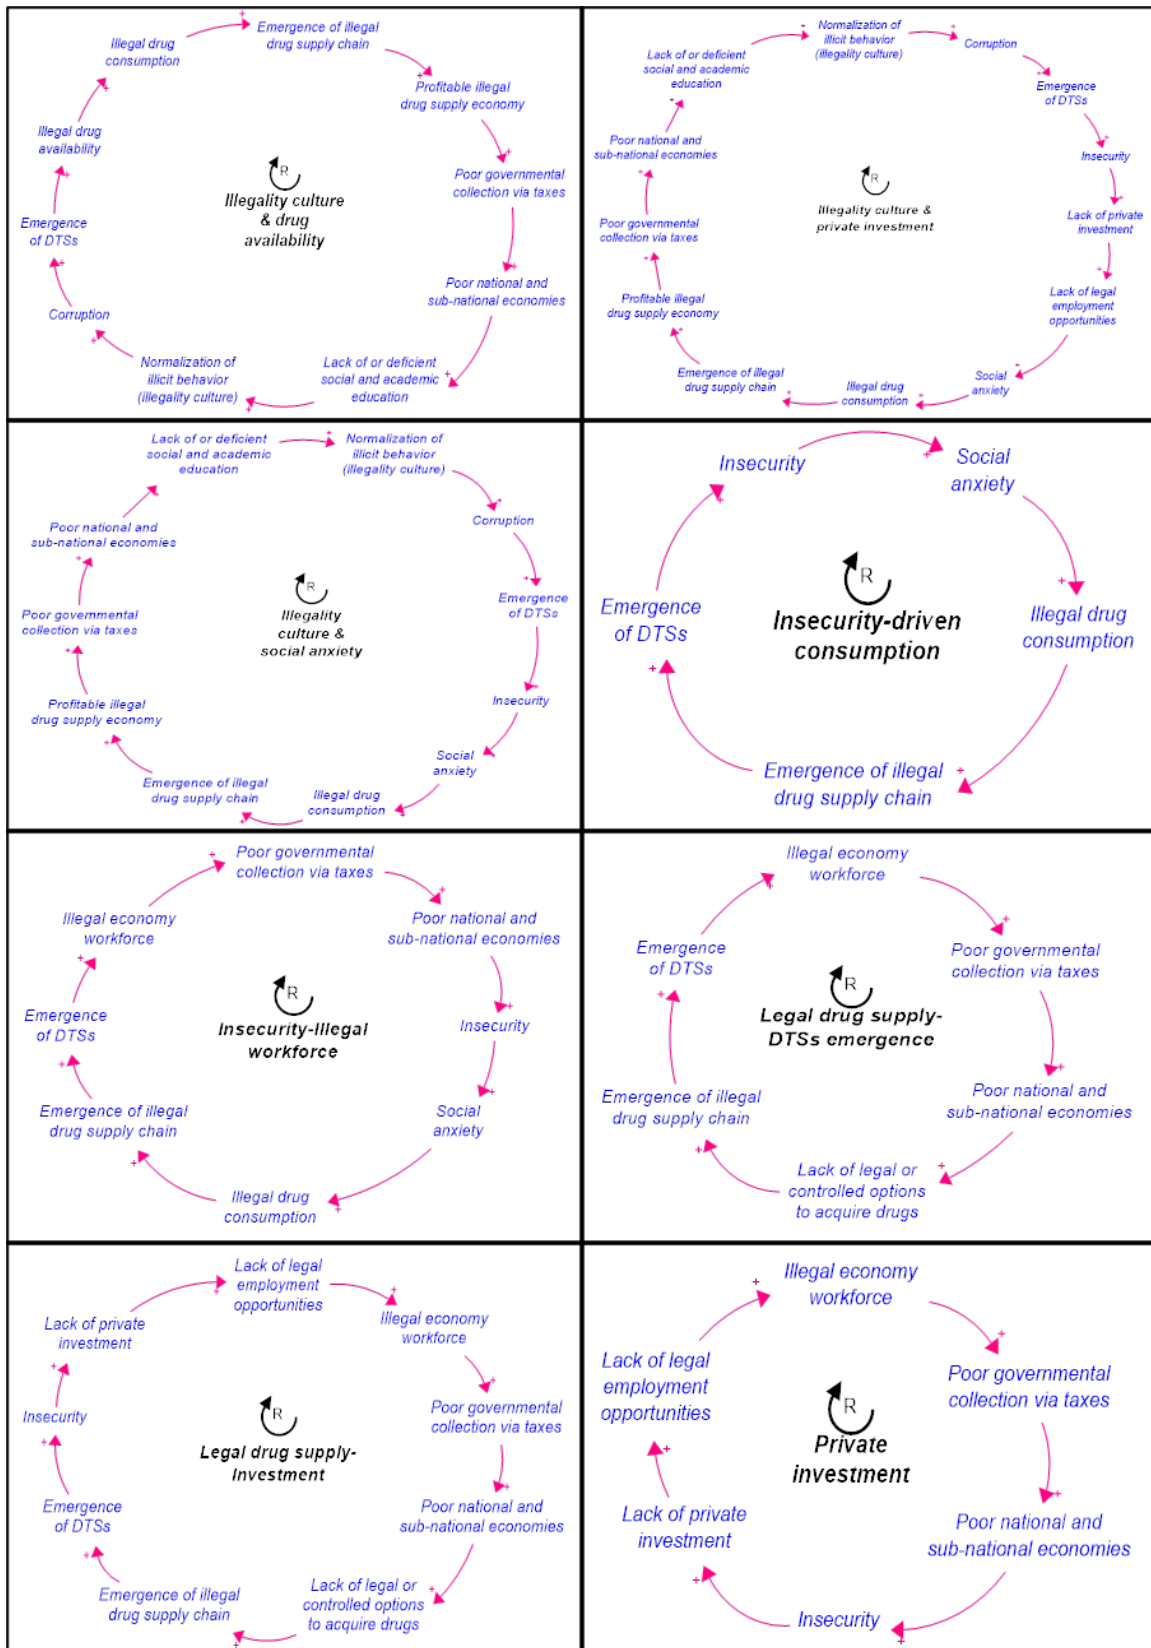 Emergence of illegal
drug supply chain
Illegal drug
consumption
Profitable illegal
drug supply economy
Illegal drug
availability
Poor governmental
collection via taxes
R
Illegality culture
& drug
availability
Emergence
of DTSs
Poor national and
sub-national economies
Corruption
Normalization of
illicit behavior
(illegality culture)
Lack of or deficient
social and academic
education
Normalization of
illicit behavior
(illegality culture)
Corruption
Lack of or deficient
social and academic
education
Emergence
of DTSs
Poor national and
sub-national economies
Insecurity
R
Illegality culture &
private investment
Lack of private
investment
Poor governmental
collection via taxes
Profitable illegal
drug supply economy
Lack of legal
employment
opportunities
Emergence of illegal
drug supply chain
Illegal drug
consumption
Social
anxiety
Lack of or deficient
social and academic
education
Normalization of
illicit behavior
(illegality culture)
Poor national and
sub-national economies
Corruption
R
Illegality
culture &
social anxiety
Emergence
of DTSs
Poor governmental
collection via taxes
Insecurity
Profitable illegal
drug supply economy
Social
anxiety
Emergence of illegal
drug supply chain
Illegal drug
consumption
Insecurity
Social
anxiety
R
Insecurity-driven
consumption
Emergence
of DTSs
Illegal drug
consumption
Emergence of illegal
drug supply chain
Poor governmental
collection via taxes
Illegal economy
workforce
Poor national and
sub-national economies
R
Insecurity-Illegal
workforce
Emergence
of DTSs
Insecurity
Emergence of illegal
drug supply chain
Social
anxiety
Illegal drug
consumption
Illegal economy
workforce
Emergence
of DTSs
Poor governmental
collection via taxes
R
Legal drug supply-
DTSs emergence
Emergence of illegal
drug supply chain
Poor national and
sub-national economies
Lack of legal or
controlled options
to acquire drugs
Lack of legal
employment
opportunities
Lack of private
investment
Illegal economy
workforce
Insecurity
R
Legal drug supply-
Investment
Poor governmental
collection via taxes
Emergence
of DTSs
Poor national and
sub-national economies
Emergence of illegal
drug supply chain
Lack of legal or
controlled options
to acquire drugs
Illegal economy
workforce
Lack of legal
employment
opportunities
Poor governmental
collection via taxes
R
Private
investment
Lack of private
investment
Poor national and
sub-national economies
Insecurity